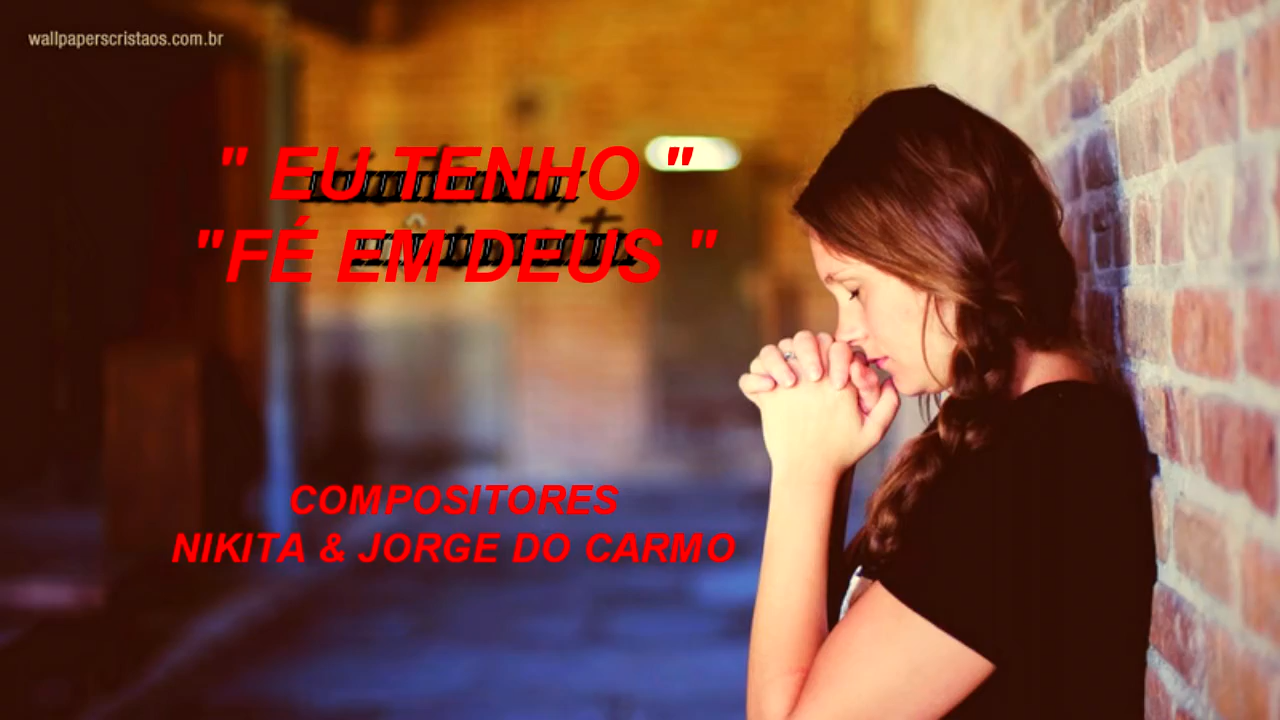 wallpaperscristaos.com.br
" EU TENHO "
"FÉ EM DEUS "
COMPOSITORES
NIKITA & JORGE DO CARMO